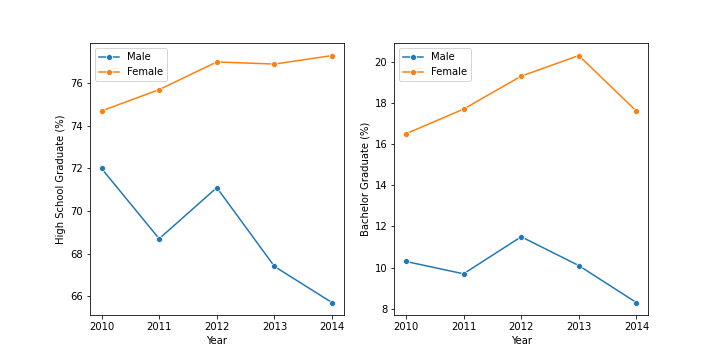 Male
Female
High School Graduate (%)
76
74
72
70
68
66
2010 2011 2012 2013 2014
Year
Male
Female
Bachelor Graduate (%)
20
18
16
14
12
10
8
2010 2011 2012 2013 2014
Year